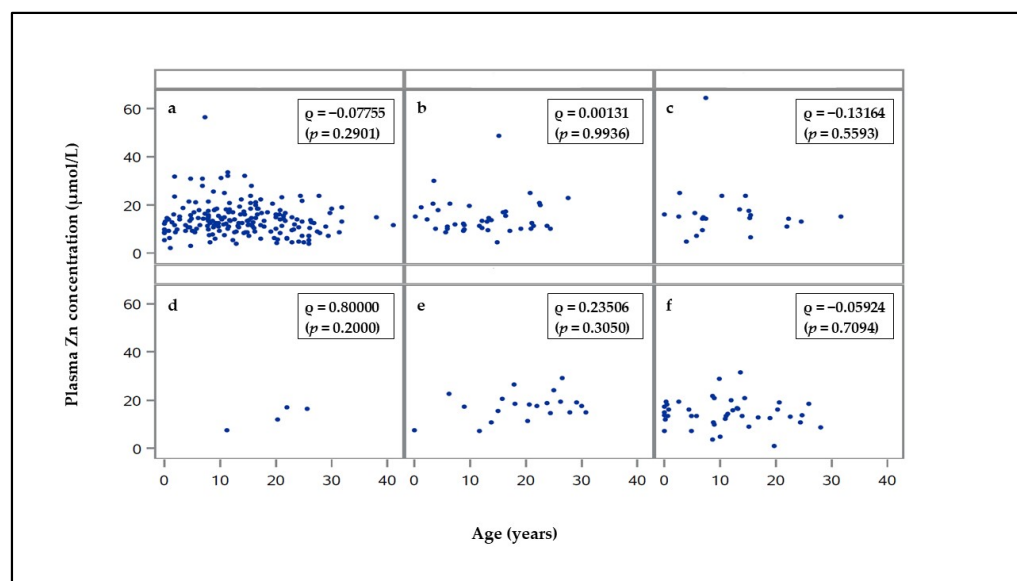 a
ϱ = −0.07755
(p = 0.2901)
b
ϱ = 0.00131
(p = 0.9936)
c
ϱ = −0.13164
(p = 0.5593)
60
40
20
0
d
ϱ = 0.80000
(p = 0.2000)
e
ϱ = 0.23506
(p = 0.3050)
f
ϱ = −0.05924
(p = 0.7094)
60
40
20
0
0 10 20 30 40 0 10 20 30 40 0 10 20 30 40
Plasma Zn concentration (µmol/L)
Age (years)